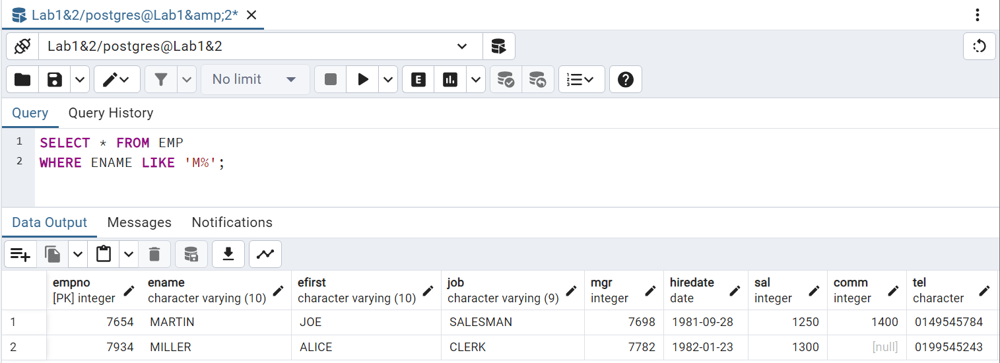 Lab1&2/postgres@Lab1&amp;2*
Lab1&2/postgres@Lab1&2
No limit
E
Query Query History
1 SELECT * FROM EMP
2 WHERE ENAME LIKE 'M%';
Data Output Messages Notifications
empno ename efirst job mgr hiredate sal comm tel
[PK] integer character varying (10) character varying (10) character varying (9) integer date integer integer character
1 7654 MARTIN JOE SALESMAN 7698 1981-09-28 1250 1400 0149545784
2 7934 MILLER ALICE CLERK 7782 1982-01-23 1300 [null] 0199545243